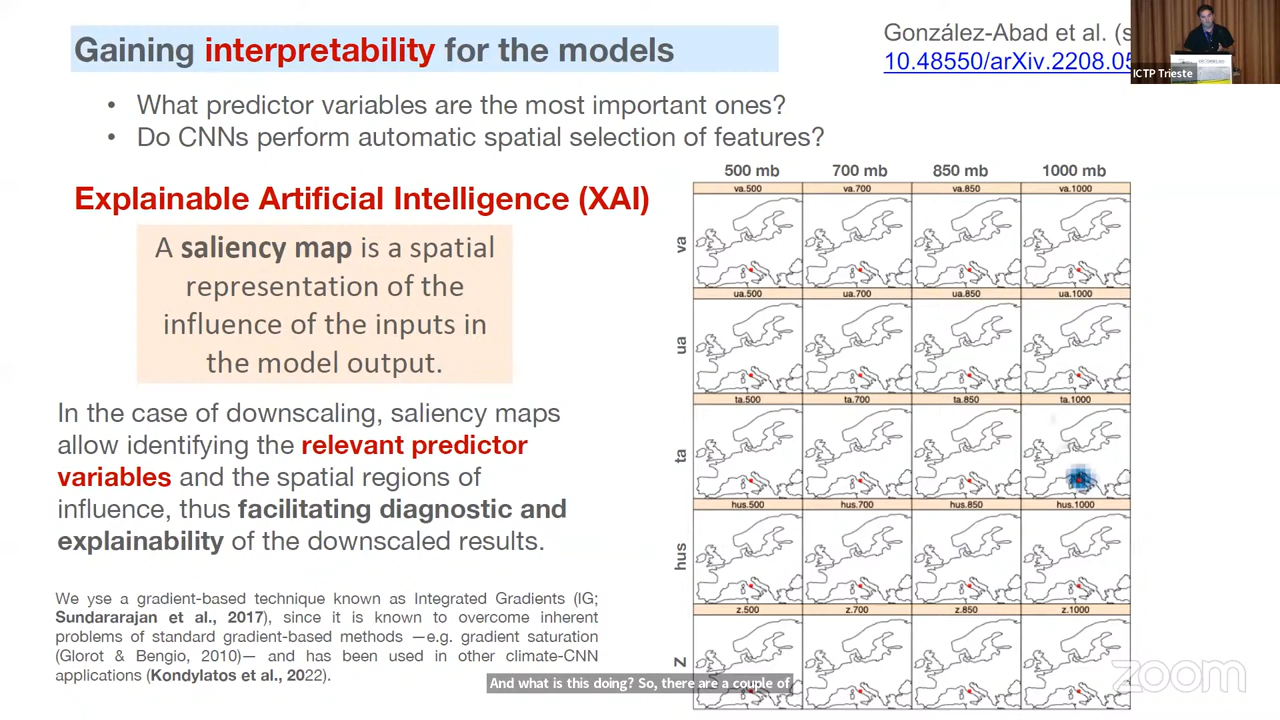 Gaining interpretability for the models
González-Abad et al. (s
10.48550/arXiv.2208.05
ICTP Trieste
• What predictor variables are the most important ones?
• Do CNNs perform automatic spatial selection of features?
Explainable Artificial Intelligence (XAI)
A saliency map is a spatial
representation of the
influence of the inputs in
the model output.
In the case of downscaling, saliency maps
allow identifying the relevant predictor
variables and the spatial regions of
influence, thus facilitating diagnostic and
explainability of the downscaled results.
We yse a gradient-based technique known as Integrated Gradients (IG;
Sundararajan et al., 2017), since it is known to overcome inherent
problems of standard gradient-based methods —e.g. gradient saturation
(Glorot & Bengio, 2010)— and has been used in other climate-CNN
applications (Kondylatos et al., 2022).
500 mb 700 mb 850 mb 1000 mb
va.500 va.700 va.850 va.1000
va
ua.500 ua.700 ua.850 ua.1000
ua
ta.500 ta.700 ta.850 ta.1000
ta
hus.500 hus.700 hus.850 hus.1000
hus
z.500 z.700 z.850 z.1000
Z
And what is this doing? So, there are a couple of
zoom